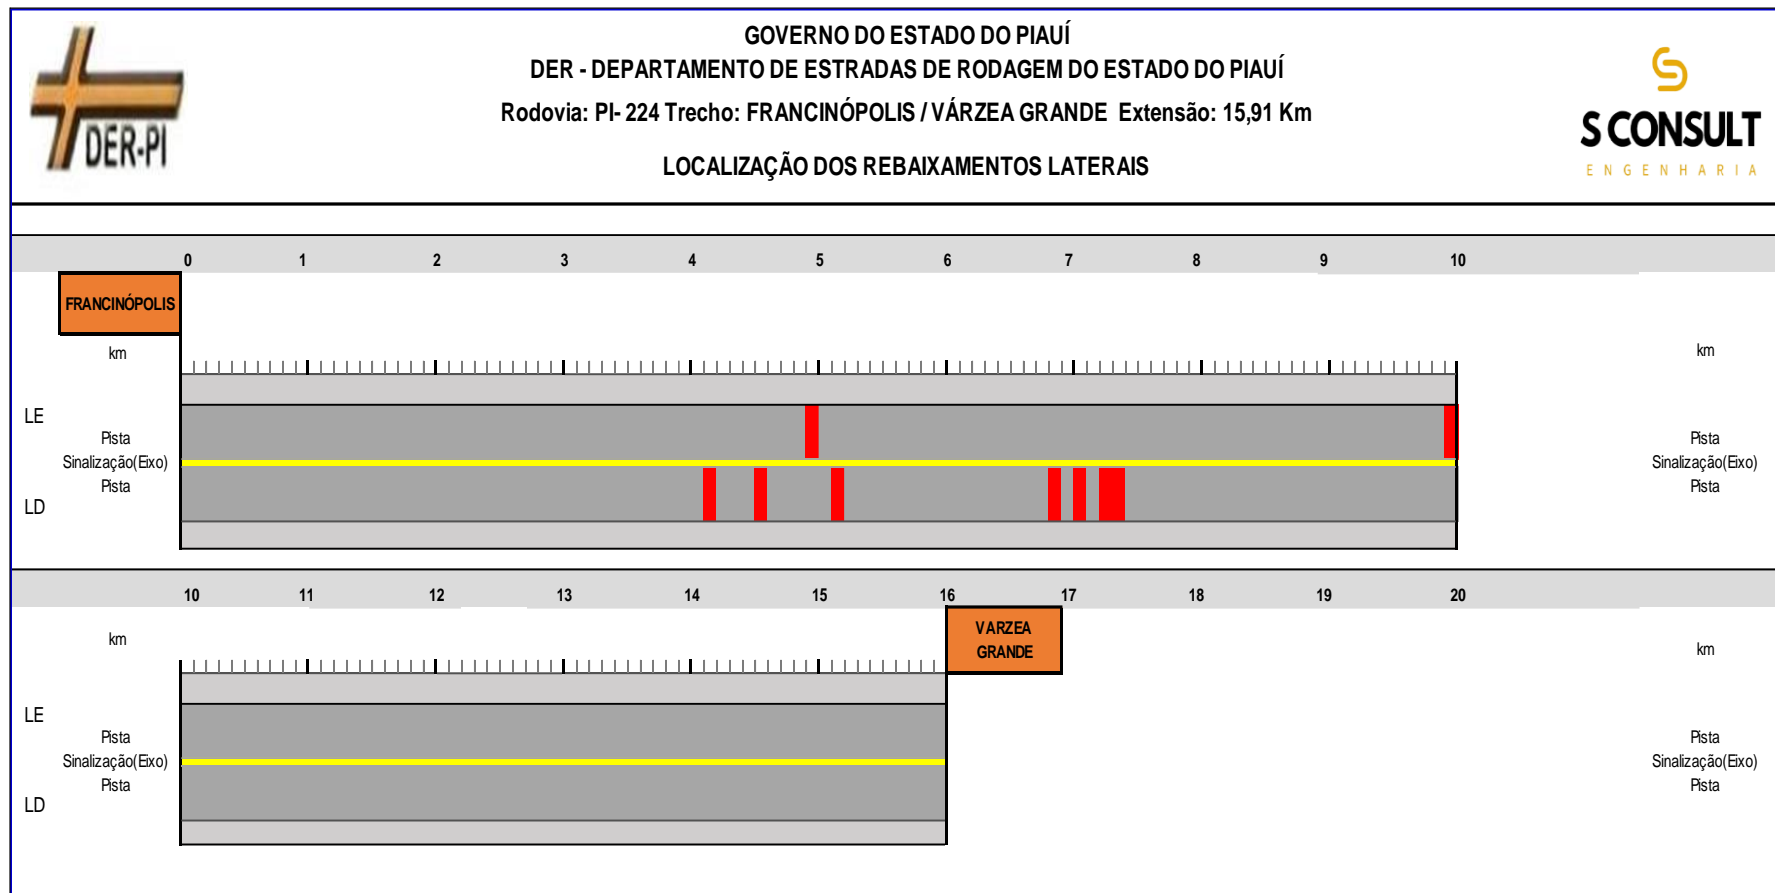 DER-PI
GOVERNO DO ESTADO DO PIAUÍ
DER - DEPARTAMENTO DE ESTRADAS DE RODAGEM DO ESTADO DO PIAUÍ
Rodovia: PI- 224 Trecho: FRANCINÓPOLIS / VÁRZEA GRANDE Extensão: 15,91 Km
LOCALIZAÇÃO DOS REBAIXAMENTOS LATERAIS
S CONSULT
ENGENHARIA
0 1 2 3 4 5 6 7 8 9 10
FRANCINÓPOLIS
km km
LE
Pista Pista
Sinalização(Eixo) Sinalização(Eixo)
Pista Pista
LD
10 11 12 13 14 15 16 17 18 19 20
VARZEA
GRANDE
km km
LE
Pista Pista
Sinalização(Eixo) Sinalização(Eixo)
Pista Pista
LD